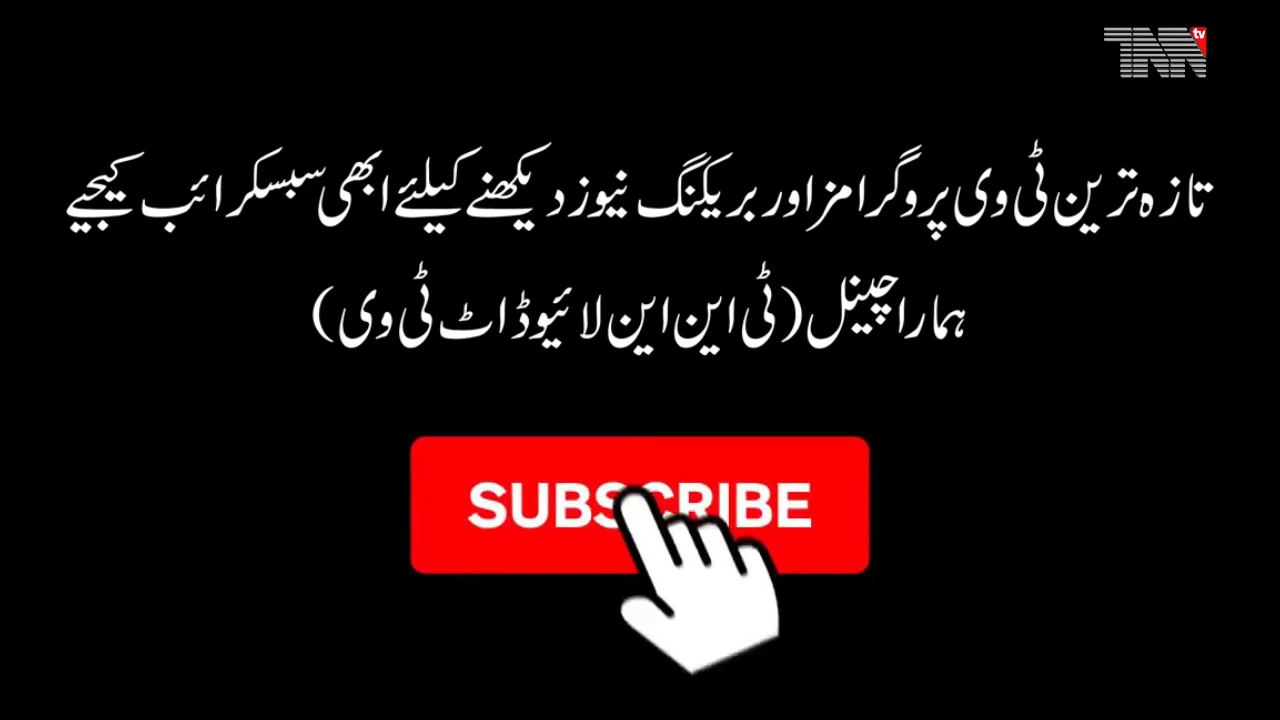 TNN tv
تازہ ترین ٹی وی پروگرامز اور بریکنگ نیوز دیکھنے کیلئے ابھی سبسکرائب کیجیے
ہمارا چینل (ٹی این این لائیو ڈاٹ ٹی وی)
SUBSCRIBE